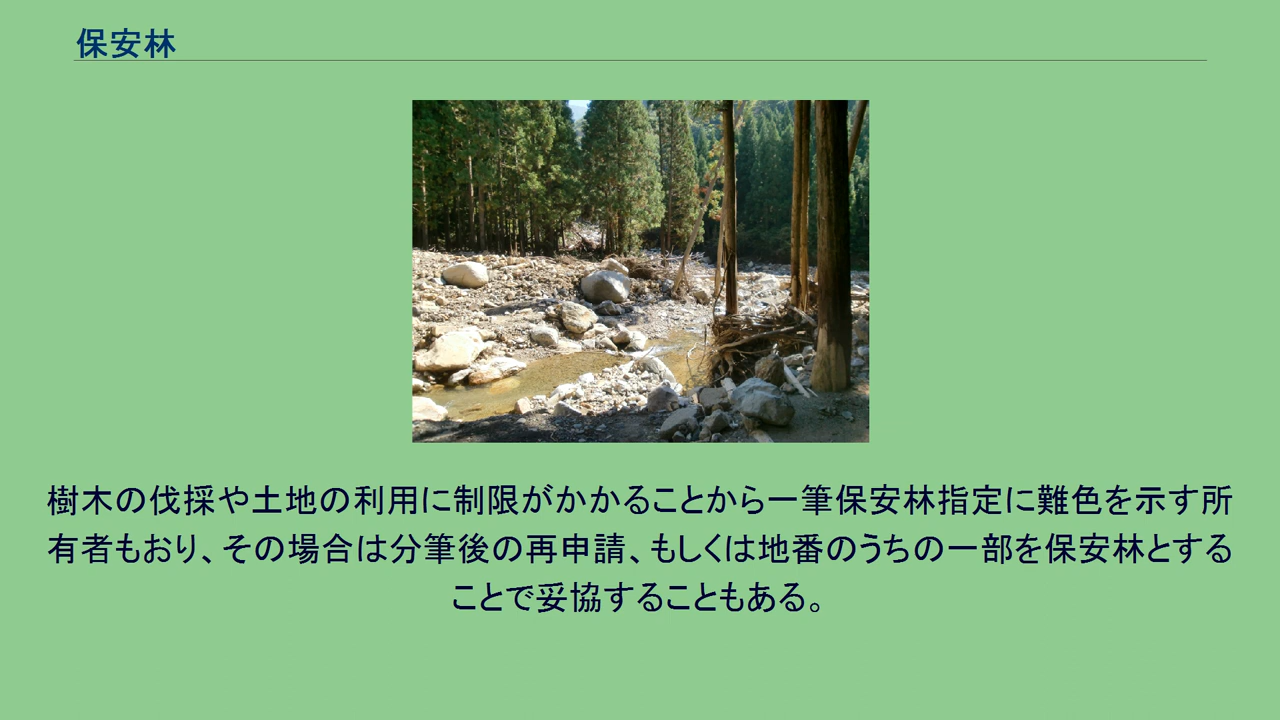 保安林
樹木の伐採や土地の利用に制限がかかることから一筆保安林指定に難色を示す所
有者もおり、その場合は分筆後の再申請、もしくは地番のうちの一部を保安林とする
ことで妥協することもある。